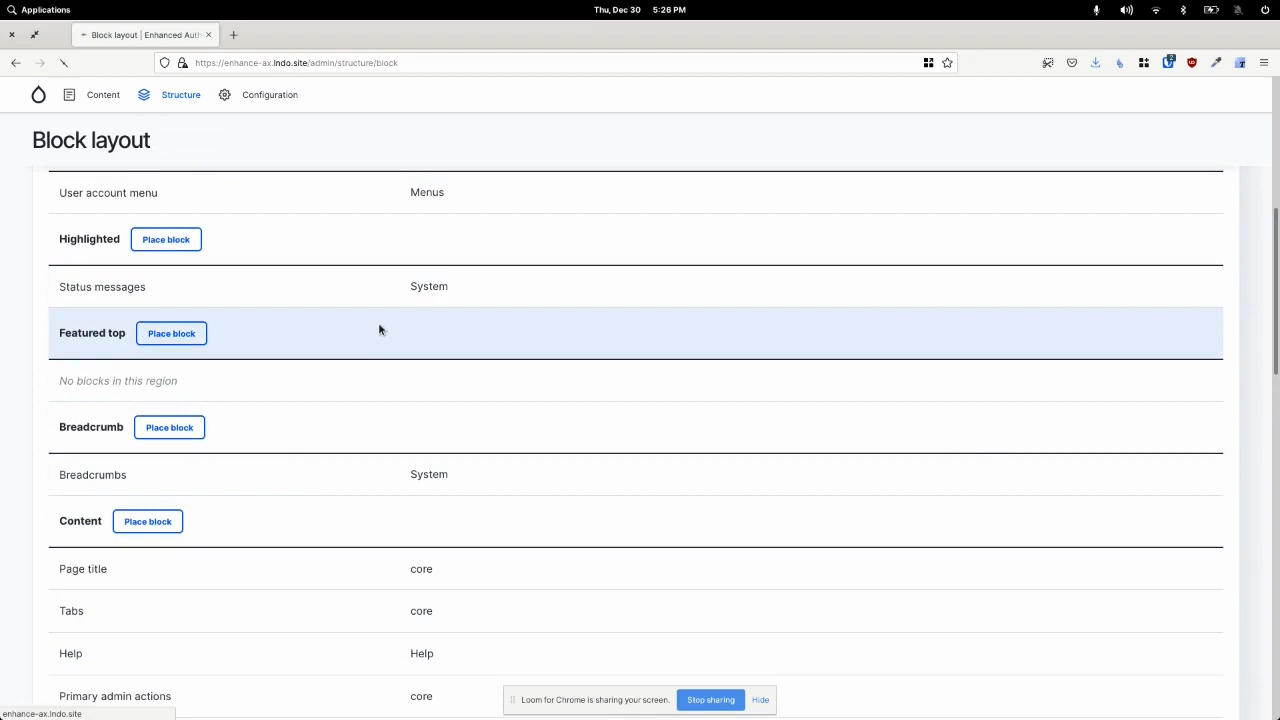 Applications
Thu, Dec 30 5:26 PM
Block layout | Enhanced Auth
https://enhance-ax.lndo.site/admin/structure/block
Content
Structure
Configuration
Block layout
User account menu Menus
Highlighted Place block
Status messages System
Featured top Place block
No blocks in this region
Breadcrumb Place block
Breadcrumbs System
Content Place block
Page title core
Tabs core
Help Help
Primary admin actions core
Loom for Chrome is sharing your screen. Stop sharing Hide
enhance-ax.lndo.site